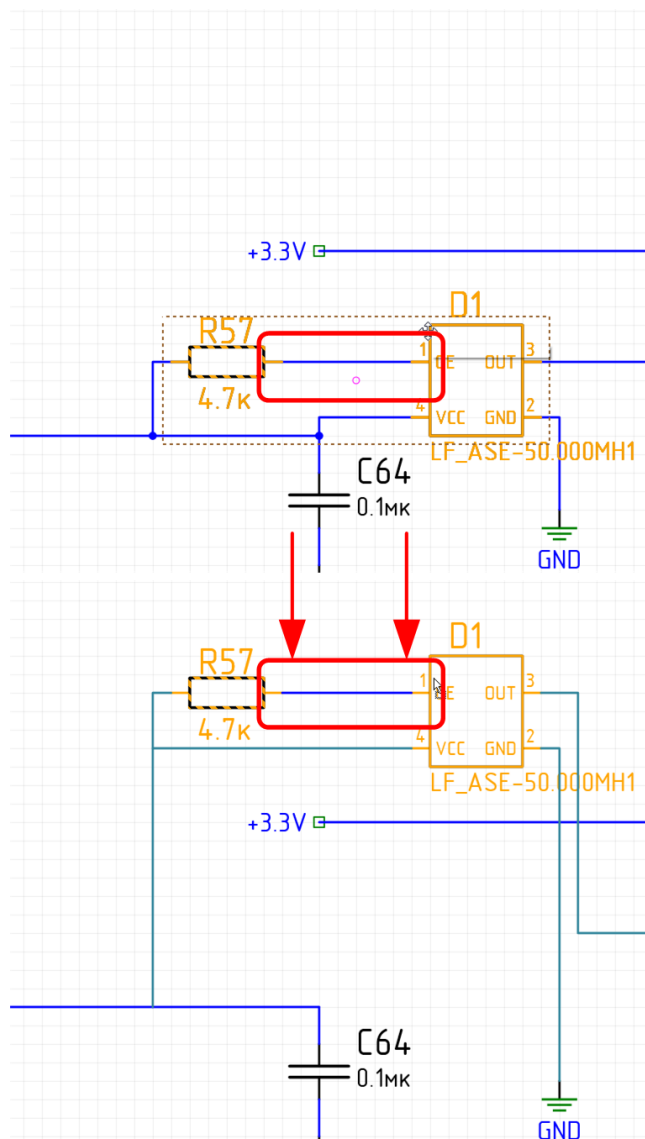 +3.3V
D1
R57
1 CE OUT 3
4.7к
4 VCC GND 2
LF_ASE-50.000MH1
C64
0.1мк
GND
D1
R57
1 CE OUT 3
4.7к
4 VCC GND 2
LF_ASE-50.000MH1
+3.3V
C64
0.1мк
GND